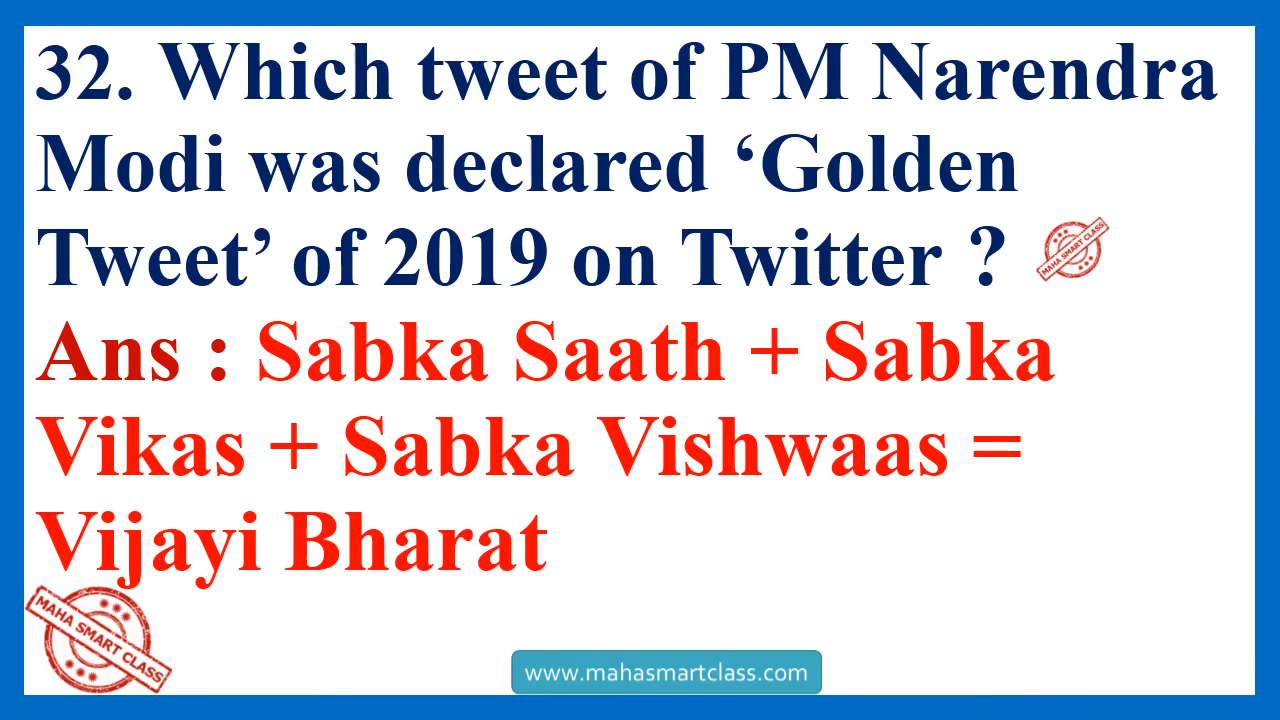 32. Which tweet of PM Narendra
Modi was declared ‘Golden
Tweet’ of 2019 on Twitter ?
MAHA SMART CLASS
Ans : Sabka Saath + Sabka
Vikas + Sabka Vishwaas =
Vijayi Bharat
MAHA SMART CLASS
www.mahasmartclass.com